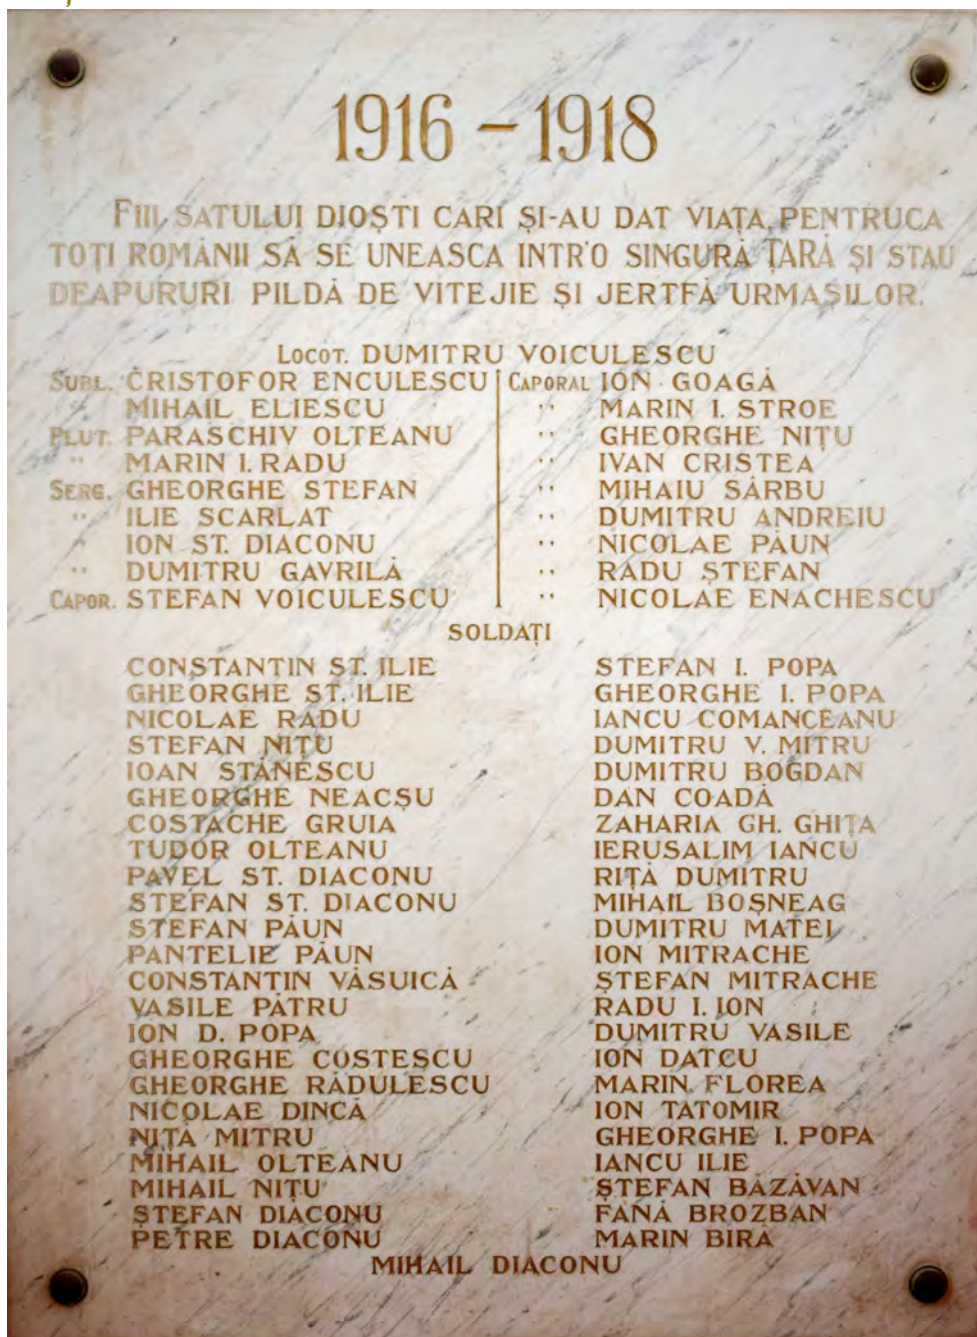 1916 – 1918
FIII SATULUI DIOȘTI CARI ȘI-AU DAT VIAȚA, PENTRUCA
TOȚI ROMÂNII SĂ SE UNEASCA INTR'O SINGURĂ ȚARĂ ȘI STAU
DEAPURURI PILDĂ DE VITEJIE ȘI JERTFĂ URMAȘILOR.
LOCOT. DUMITRU VOICULESCU
SUBL. CRISTOFOR ENCULESCU
MIHAIL ELIESCU
PLUT. PARASCHIV OLTEANU
" MARIN I. RADU
SERG. GHEORGHE STEFAN
" ILIE SCARLAT
" ION ST. DIACONU
" DUMITRU GAVRILĂ
CAPOR. STEFAN VOICULESCU
CAPORAL ION GOAGĂ
" MARIN I. STROE
" GHEORGHE NIȚU
" IVAN CRISTEA
" MIHAIU SÂRBU
" DUMITRU ANDREIU
" NICOLAE PĂUN
" RADU ȘTEFAN
" NICOLAE ENACHESCU
SOLDAȚI
CONSTANTIN ST. ILIE
GHEORGHE ST. ILIE
NICOLAE RADU
STEFAN NIȚU
IOAN STĂNESCU
GHEORGHE NEACȘU
COSTACHE GRUIA
TUDOR OLTEANU
PAVEL ST. DIACONU
STEFAN ST. DIACONU
STEFAN PĂUN
PANTELIE PĂUN
CONSTANTIN VĂSUICĂ
VASILE PĂTRU
ION D. POPA
GHEORGHE COSTESCU
GHEORGHE RĂDULESCU
NICOLAE DINCĂ
NIȚĂ MITRU
MIHAIL OLTEANU
MIHAIL NIȚU
ȘTEFAN DIACONU
PETRE DIACONU
STEFAN I. POPA
GHEORGHE I. POPA
IANCU COMANCEANU
DUMITRU V. MITRU
DUMITRU BOGDAN
DAN COADĂ
ZAHARIA GH. GHIȚA
IERUSALIM IANCU
RIȚĂ DUMITRU
MIHAIL BOȘNEAG
DUMITRU MATEI
ION MITRACHE
ȘTEFAN MITRACHE
RADU I. ION
DUMITRU VASILE
ION DATCU
MARIN FLOREA
ION TATOMIR
GHEORGHE I. POPA
IANCU ILIE
ȘTEFAN BĂZĂVAN
FANĂ BROZBAN
MARIN BIRĂ
MIHAIL DIACONU